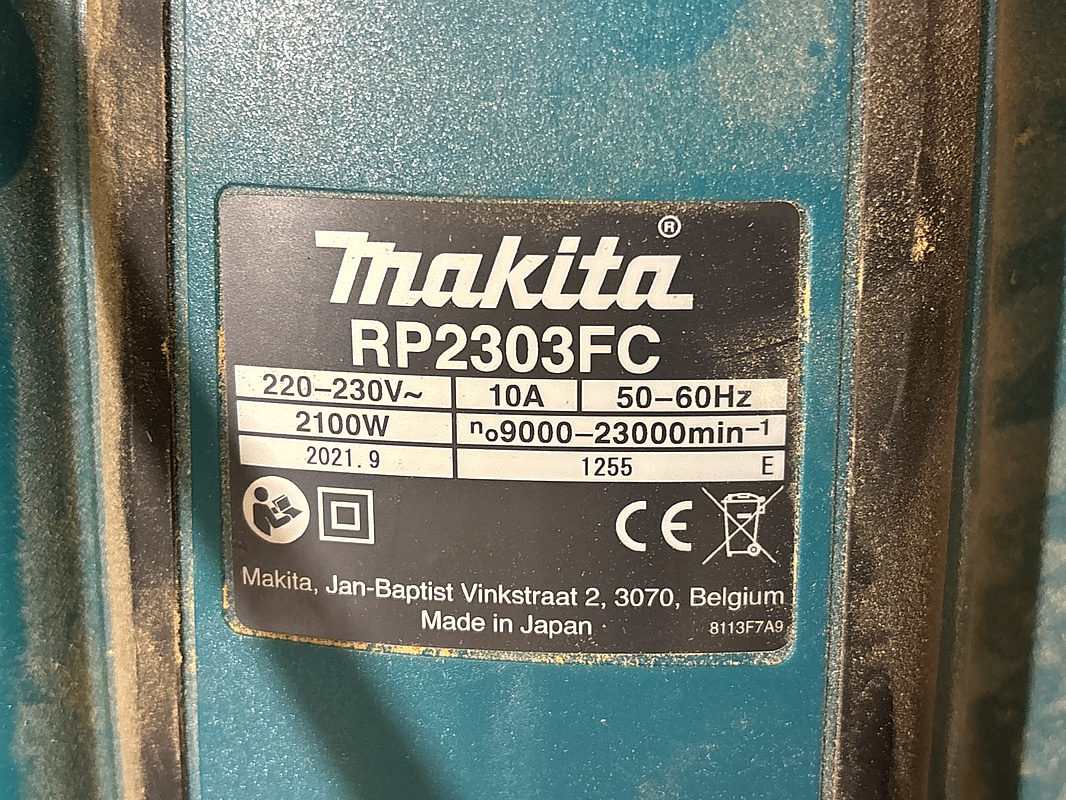 makita®
RP2303FC
220–230V~ 10A 50–60Hz
2100W n₀9000–23000min⁻¹
2021.9 1255 E
CE
Makita, Jan-Baptist Vinkstraat 2, 3070, Belgium
Made in Japan 8113F7A9